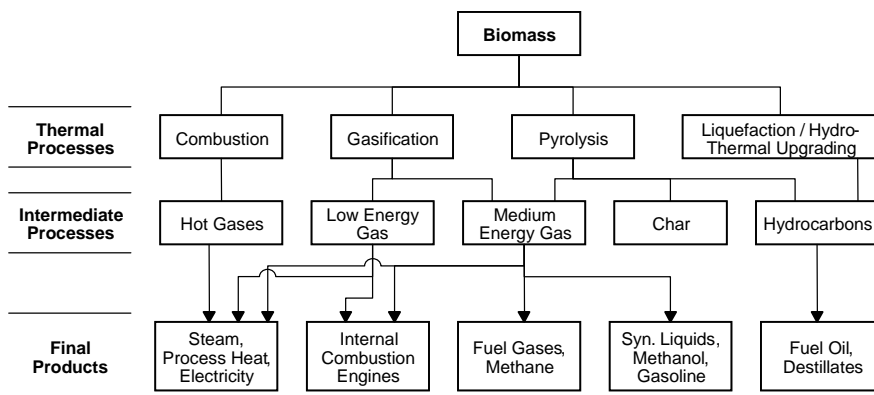 Biomass
Thermal
Processes
Combustion
Gasification
Pyrolysis
Liquefaction / Hydro-
Thermal Upgrading
Intermediate
Processes
Hot Gases
Low Energy
Gas
Medium
Energy Gas
Char
Hydrocarbons
Final
Products
Steam,
Process Heat,
Electricity
Internal
Combustion
Engines
Fuel Gases,
Methane
Syn. Liquids,
Methanol,
Gasoline
Fuel Oil,
Destillates